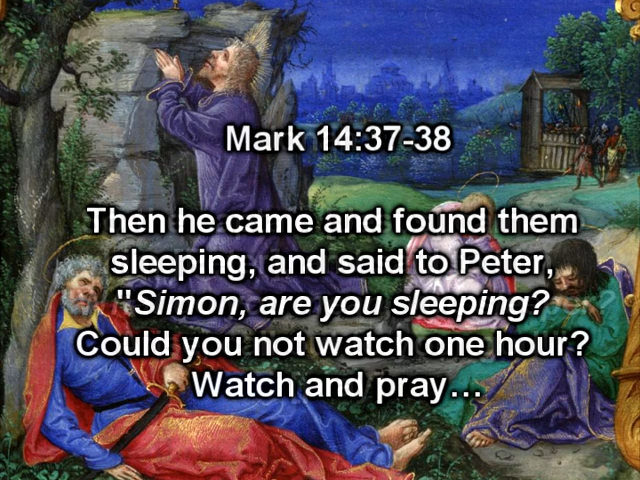 Mark 14:37-38
Then he came and found them
sleeping, and said to Peter,
"Simon, are you sleeping?
Could you not watch one hour?
Watch and pray…